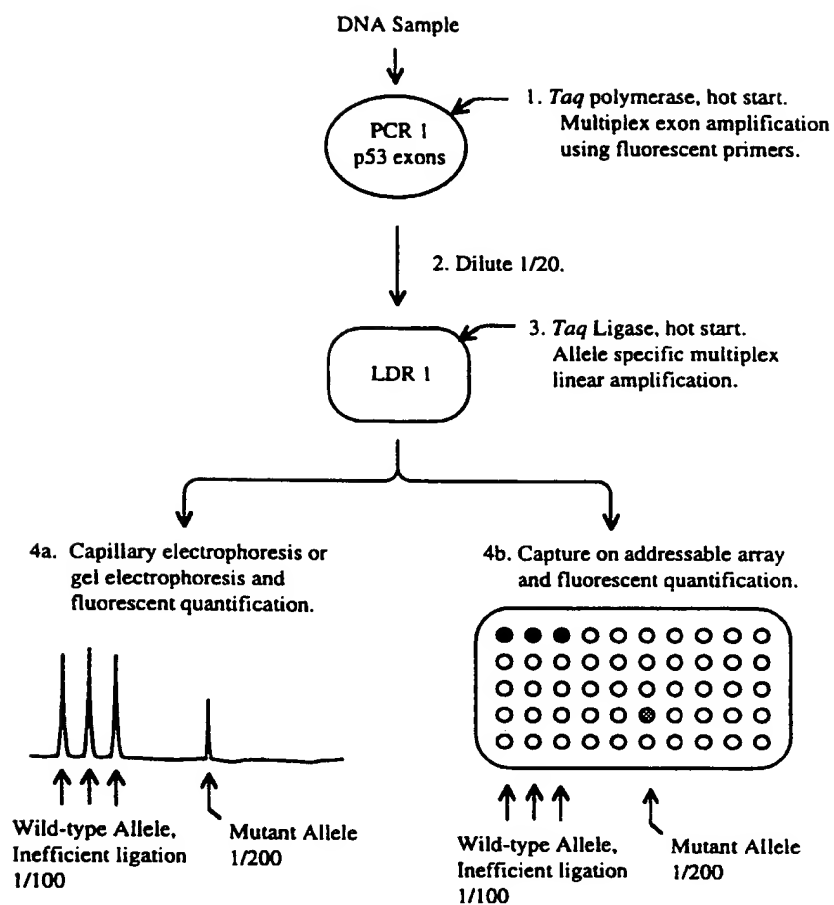 DNA Sample
1. Taq polymerase, hot start.
Multiplex exon amplification
using fluorescent primers.
PCR 1
p53 exons
2. Dilute 1/20.
3. Taq Ligase, hot start.
Allele specific multiplex
linear amplification.
LDR 1
4a. Capillary electrophoresis or
gel electrophoresis and
fluorescent quantification.
4b. Capture on addressable array
and fluorescent quantification.
Wild-type Allele,
Inefficient ligation
1/100
Mutant Allele
1/200
Wild-type Allele,
Inefficient ligation
1/100
Mutant Allele
1/200